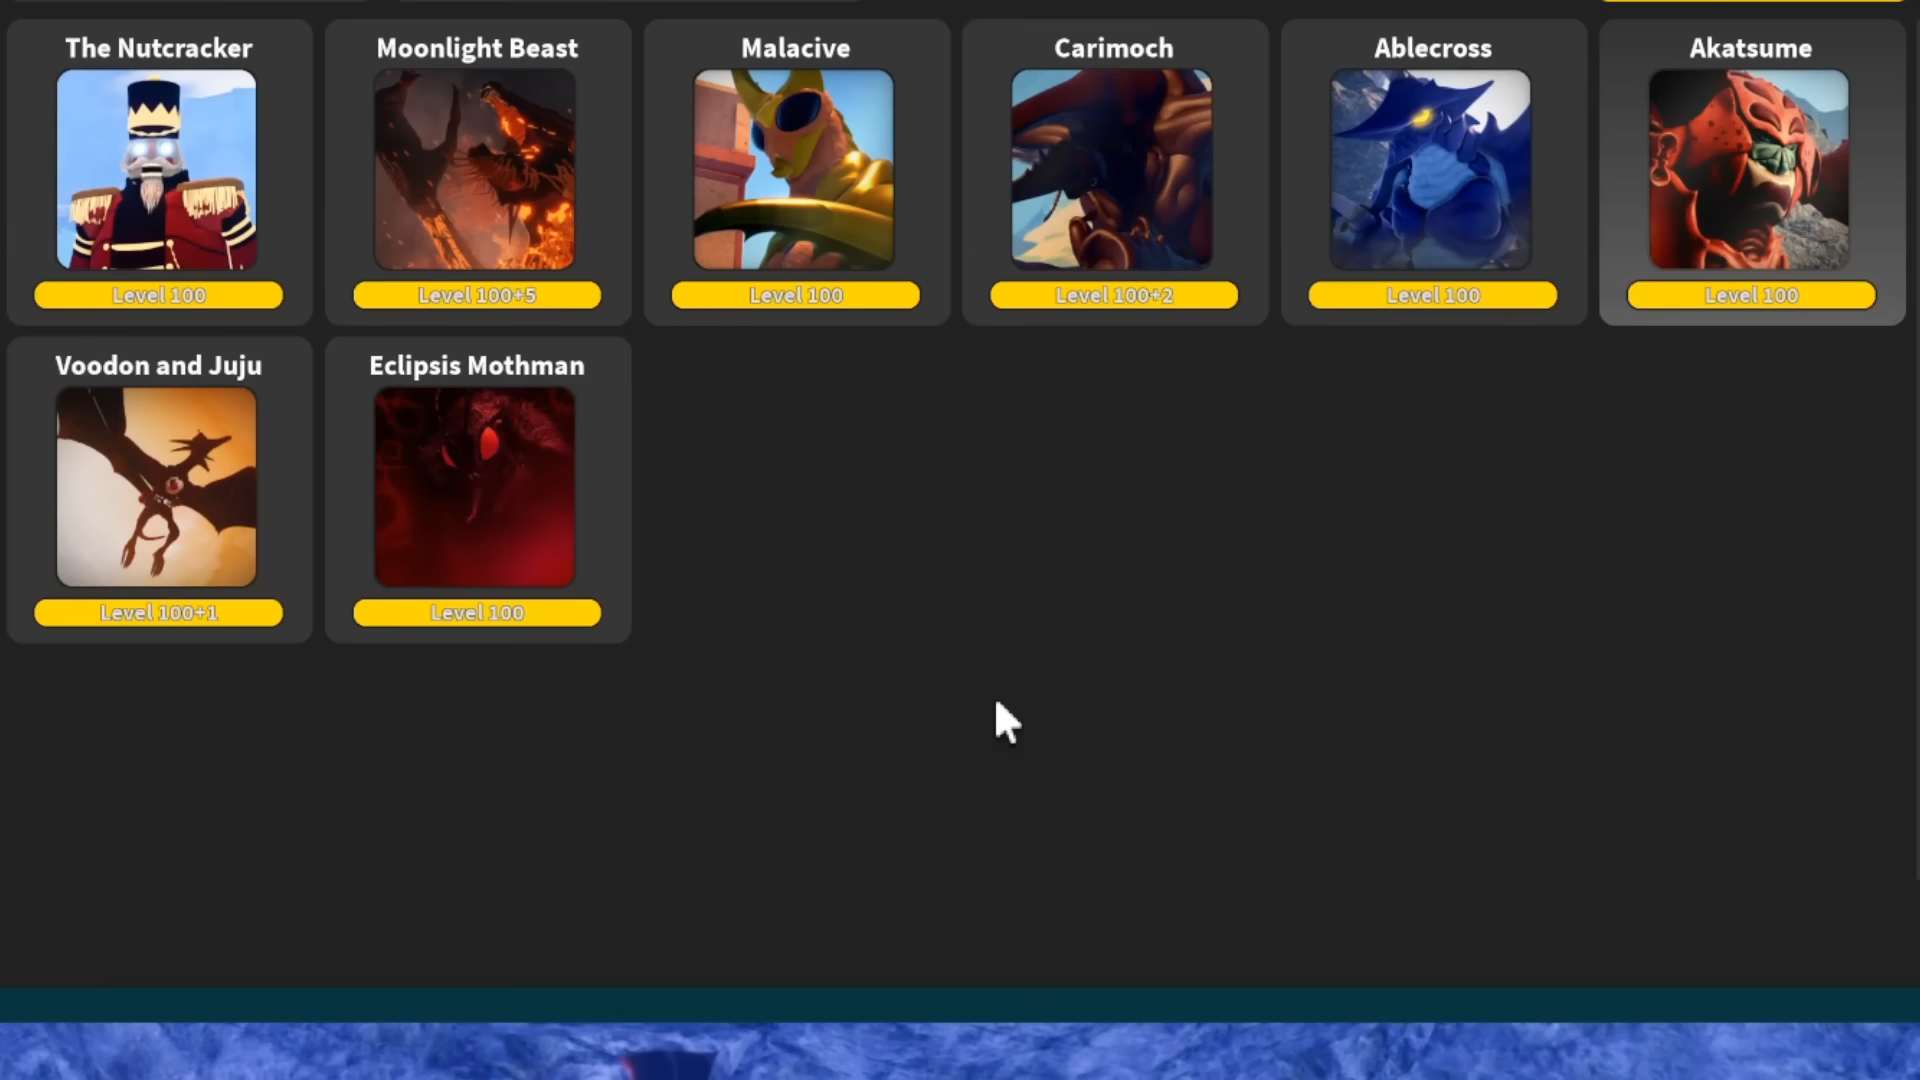 The Nutcracker
Moonlight Beast
Malacive
Carimoch
Ablecross
Akatsume
Level 100
Level 100+5
Level 100
Level 100+2
Level 100
Level 100
Voodon and Juju
Eclipsis Mothman
Level 100+1
Level 100